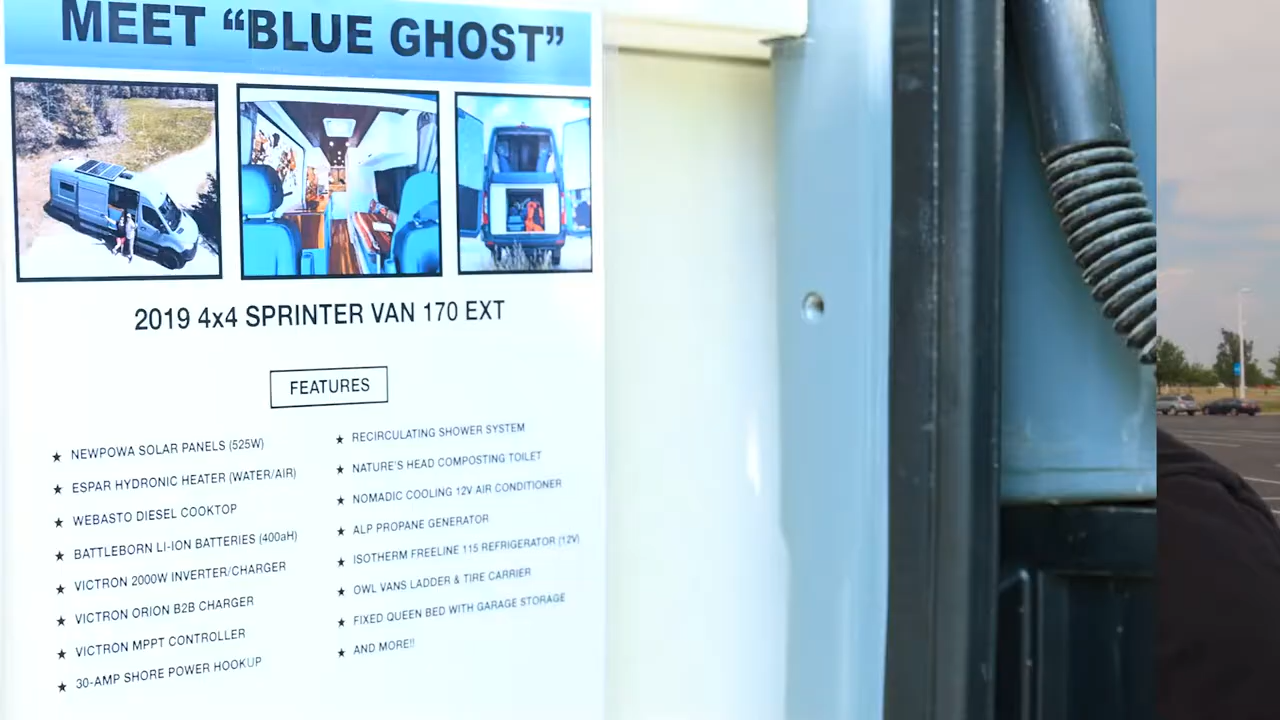 MEET “BLUE GHOST”
2019 4x4 SPRINTER VAN 170 EXT
FEATURES
★ NEWPOWA SOLAR PANELS (525W)
★ ESPAR HYDRONIC HEATER (WATER/AIR)
★ WEBASTO DIESEL COOKTOP
★ BATTLEBORN LI-ION BATTERIES (400aH)
★ VICTRON 2000W INVERTER/CHARGER
★ VICTRON ORION B2B CHARGER
★ VICTRON MPPT CONTROLLER
★ 30-AMP SHORE POWER HOOKUP
★ RECIRCULATING SHOWER SYSTEM
★ NATURE'S HEAD COMPOSTING TOILET
★ NOMADIC COOLING 12V AIR CONDITIONER
★ ALP PROPANE GENERATOR
★ ISOTHERM FREELINE 115 REFRIGERATOR (12V)
★ OWL VANS LADDER & TIRE CARRIER
★ FIXED QUEEN BED WITH GARAGE STORAGE
★ AND MORE!!